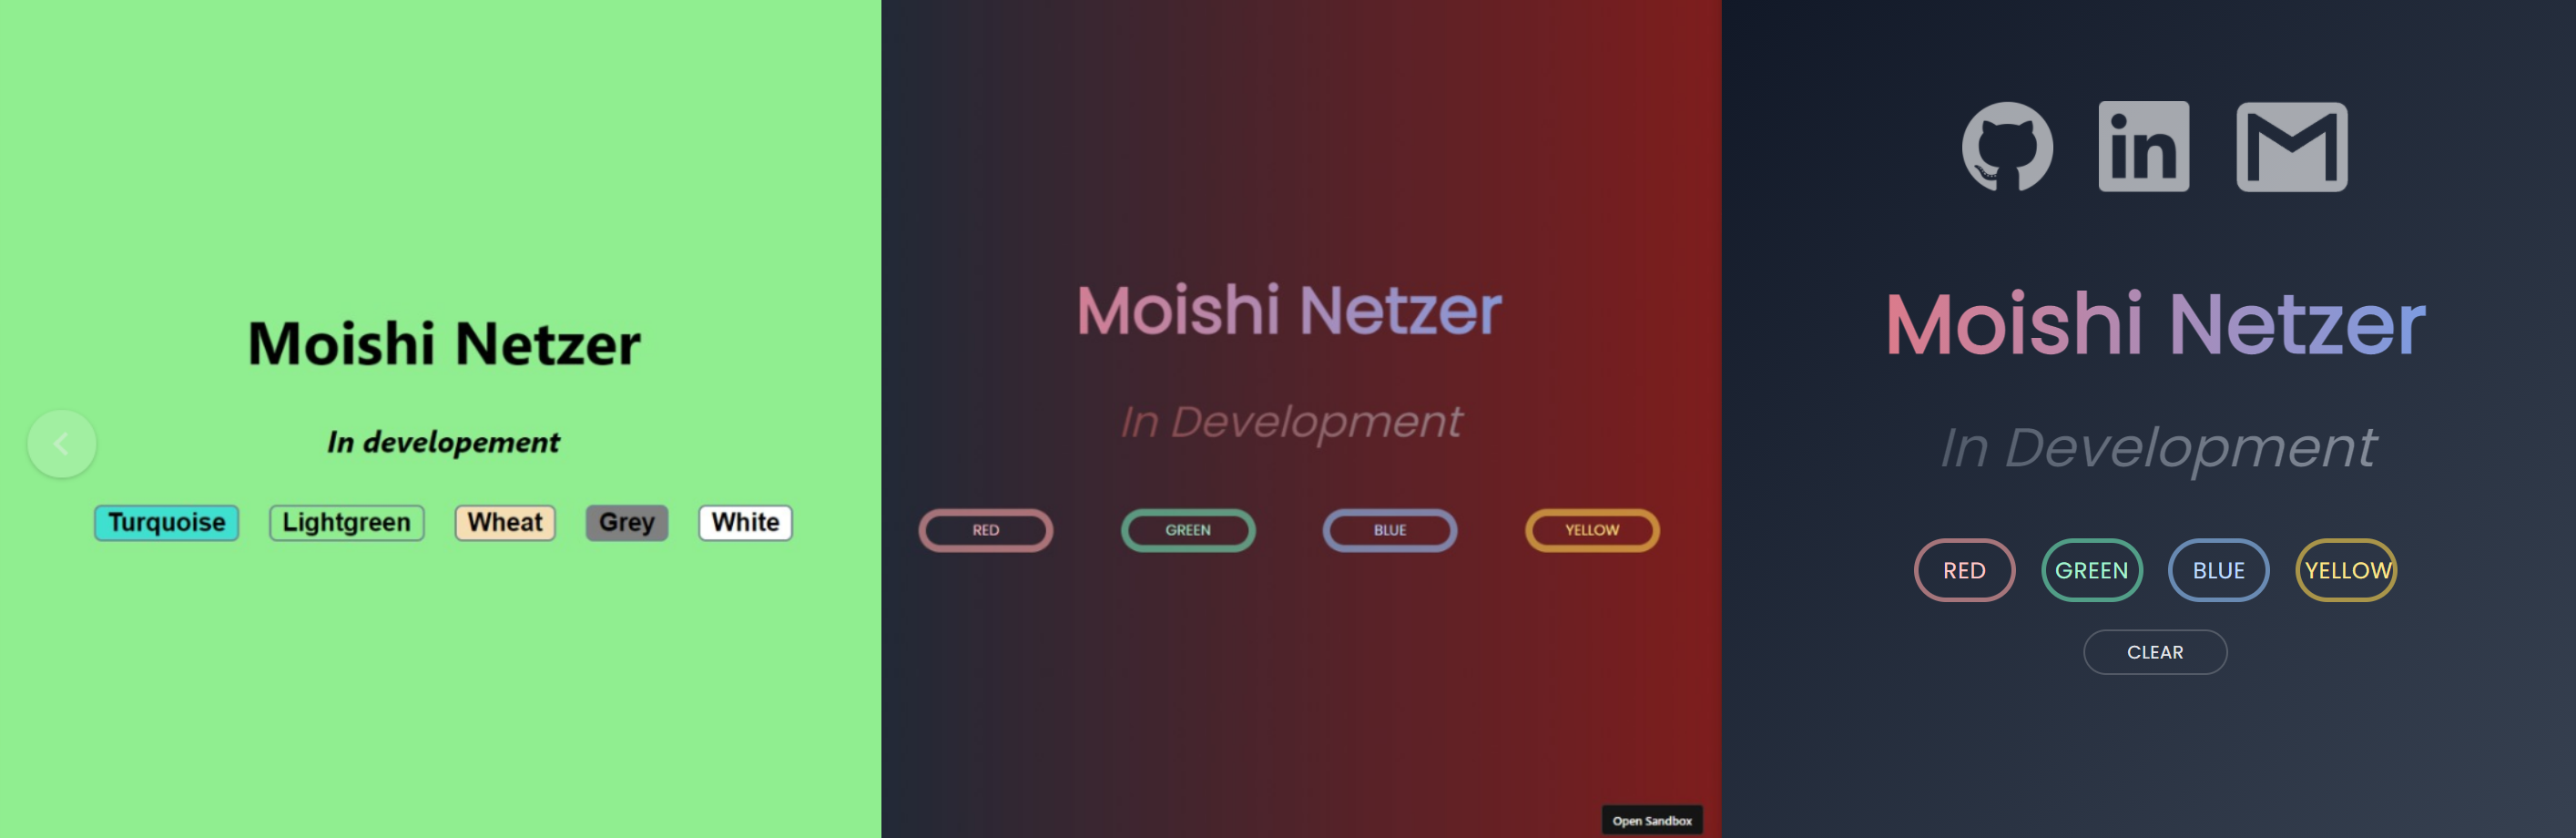 Moishi Netzer
In developement
Turquoise Lightgreen Wheat Grey White
Moishi Netzer
In Development
RED GREEN BLUE YELLOW
Open Sandbox
in M
Moishi Netzer
In Development
RED GREEN BLUE YELLOW
CLEAR